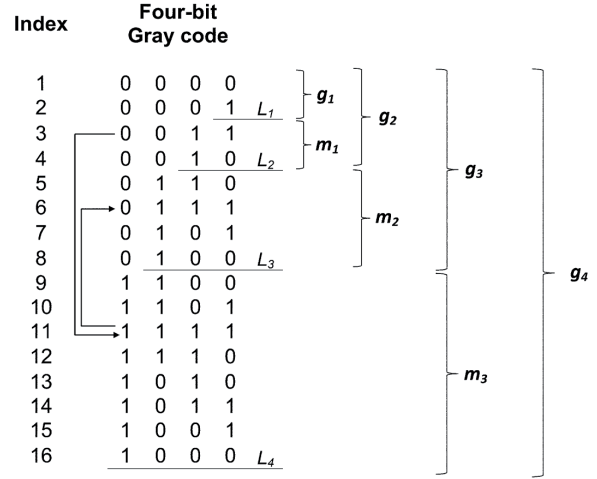 Index Four-bit Gray code
1 0 0 0 0
2 0 0 0 1 L1
3 0 0 1 1
4 0 0 1 0 L2
5 0 1 1 0
6 0 1 1 1
7 0 1 0 1
8 0 1 0 0 L3
9 1 1 0 0
10 1 1 0 1
11 1 1 1 1
12 1 1 1 0
13 1 0 1 0
14 1 0 1 1
15 1 0 0 1
16 1 0 0 0 L4
g1
m1
g2
m2
g3
m3
g4